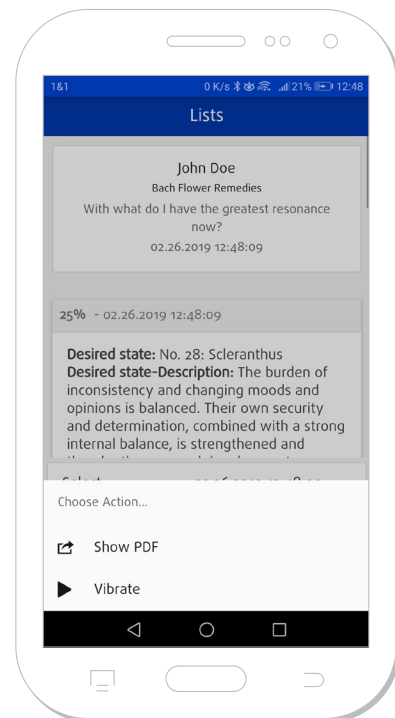 1&1 0 K/s 21% 12:48
Lists
John Doe
Bach Flower Remedies
With what do I have the greatest resonance
now?
02.26.2019 12:48:09
25% - 02.26.2019 12:48:09
Desired state: No. 28: Scleranthus
Desired state-Description: The burden of
inconsistency and changing moods and
opinions is balanced. Their own security
and determination, combined with a strong
internal balance, is strengthened and
Choose Action...
Show PDF
Vibrate